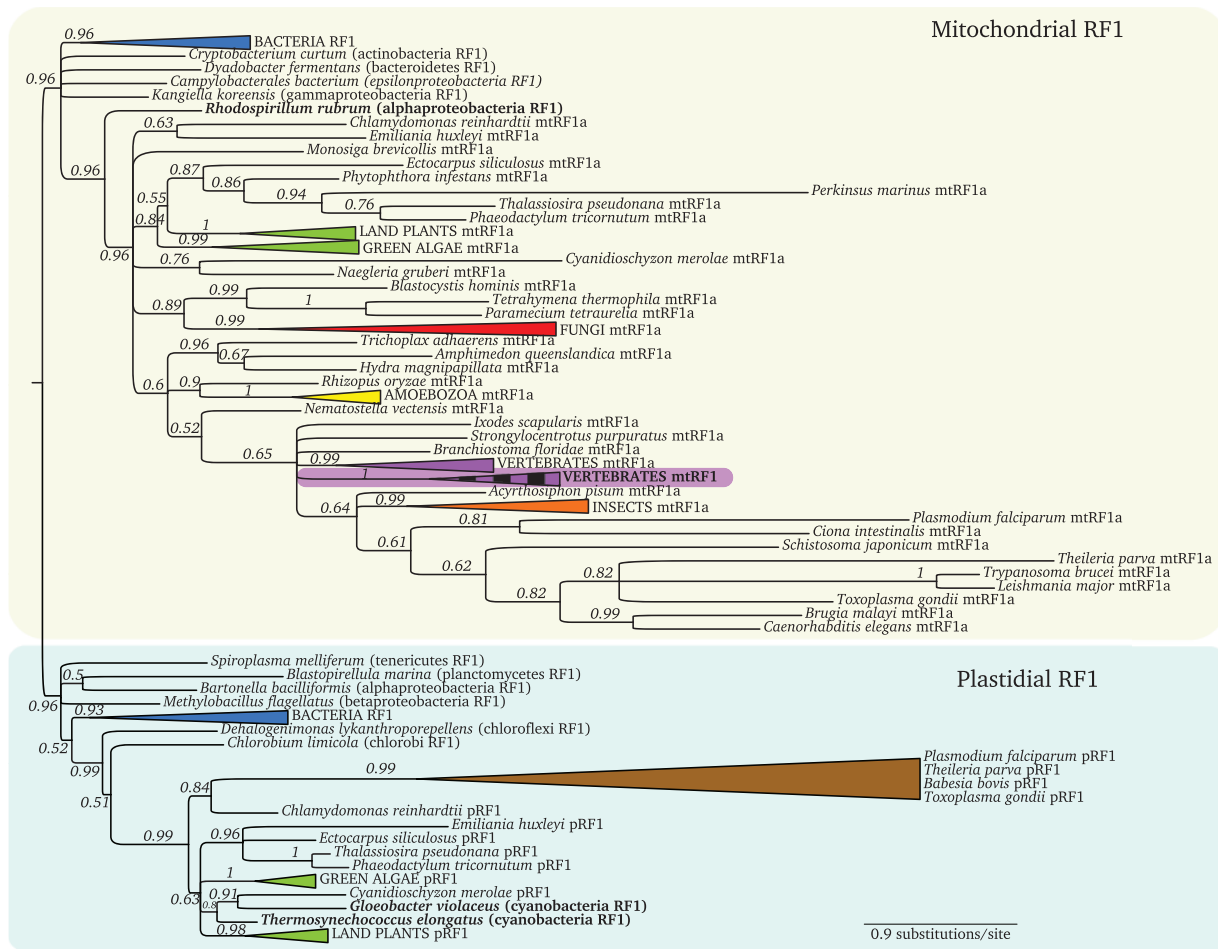 Mitochondrial RF1
0.96
BACTERIA RF1
Cryptobacterium curtum (actinobacteria RF1)
Dyadobacter fermentans (bacteroidetes RF1)
0.96
Campylobacterales bacterium (epsilonproteobacteria RF1)
Kangiella koreensis (gammaproteobacteria RF1)
Rhodospirillum rubrum (alphaproteobacteria RF1)
0.63
Chlamydomonas reinhardtii mtRF1a
Emiliania huxleyi mtRF1a
Monosiga brevicollis mtRF1a
0.96
0.87
Ectocarpus siliculosus mtRF1a
0.86
Phytophthora infestans mtRF1a
0.94
Perkinsus marinus mtRF1a
0.55
0.76
Thalassiosira pseudonana mtRF1a
Phaeodactylum tricornutum mtRF1a
0.84
1
LAND PLANTS mtRF1a
0.99
GREEN ALGAE mtRF1a
0.96
0.76
Cyanidioschyzon merolae mtRF1a
Naegleria gruberi mtRF1a
0.99
Blastocystis hominis mtRF1a
0.89
1
Tetrahymena thermophila mtRF1a
Paramecium tetraurelia mtRF1a
0.99
FUNGI mtRF1a
0.96
Trichoplax adhaerens mtRF1a
0.67
Amphimedon queenslandica mtRF1a
Hydra magnipapillata mtRF1a
0.6
0.9
Rhizopus oryzae mtRF1a
1
AMOEBOZOA mtRF1a
Nematostella vectensis mtRF1a
0.52
Ixodes scapularis mtRF1a
Strongylocentrotus purpuratus mtRF1a
0.65
Branchiostoma floridae mtRF1a
0.99
VERTEBRATES mtRF1a
1
VERTEBRATES mtRF1
Acyrthosiphon pisum mtRF1a
0.64
0.99
INSECTS mtRF1a
0.81
Plasmodium falciparum mtRF1a
Ciona intestinalis mtRF1a
0.61
Schistosoma japonicum mtRF1a
0.62
Theileria parva mtRF1a
0.82
1
Trypanosoma brucei mtRF1a
Leishmania major mtRF1a
0.82
Toxoplasma gondii mtRF1a
0.99
Brugia malayi mtRF1a
Caenorhabditis elegans mtRF1a
Plastidial RF1
Spiroplasma melliferum (tenericutes RF1)
0.5
Blastopirellula marina (planctomycetes RF1)
Bartonella bacilliformis (alphaproteobacteria RF1)
0.96
Methylobacillus flagellatus (betaproteobacteria RF1)
0.93
BACTERIA RF1
Dehalogenimonas lykanthroporepellens (chloroflexi RF1)
0.52
Chlorobium limicola (chlorobi RF1)
0.99
0.99
Plasmodium falciparum pRF1
Theileria parva pRF1
Babesia bovis pRF1
Toxoplasma gondii pRF1
0.84
0.51
Chlamydomonas reinhardtii pRF1
0.99
0.96
Emiliania huxleyi pRF1
Ectocarpus siliculosus pRF1
1
Thalassiosira pseudonana pRF1
Phaeodactylum tricornutum pRF1
1
GREEN ALGAE pRF1
0.63
0.91
Cyanidioschyzon merolae pRF1
0.8
Gloeobacter violaceus (cyanobacteria RF1)
Thermosynechococcus elongatus (cyanobacteria RF1)
0.98
LAND PLANTS pRF1
0.9 substitutions/site